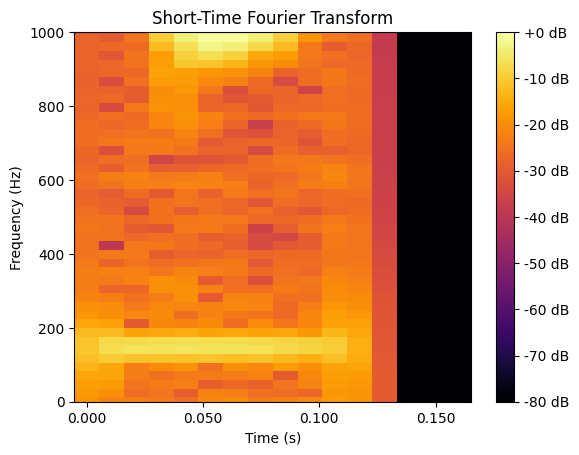 Short-Time Fourier Transform
Frequency (Hz)
1000
800
600
400
200
0
0.000
0.050
0.100
0.150
Time (s)
+0 dB
-10 dB
-20 dB
-30 dB
-40 dB
-50 dB
-60 dB
-70 dB
-80 dB